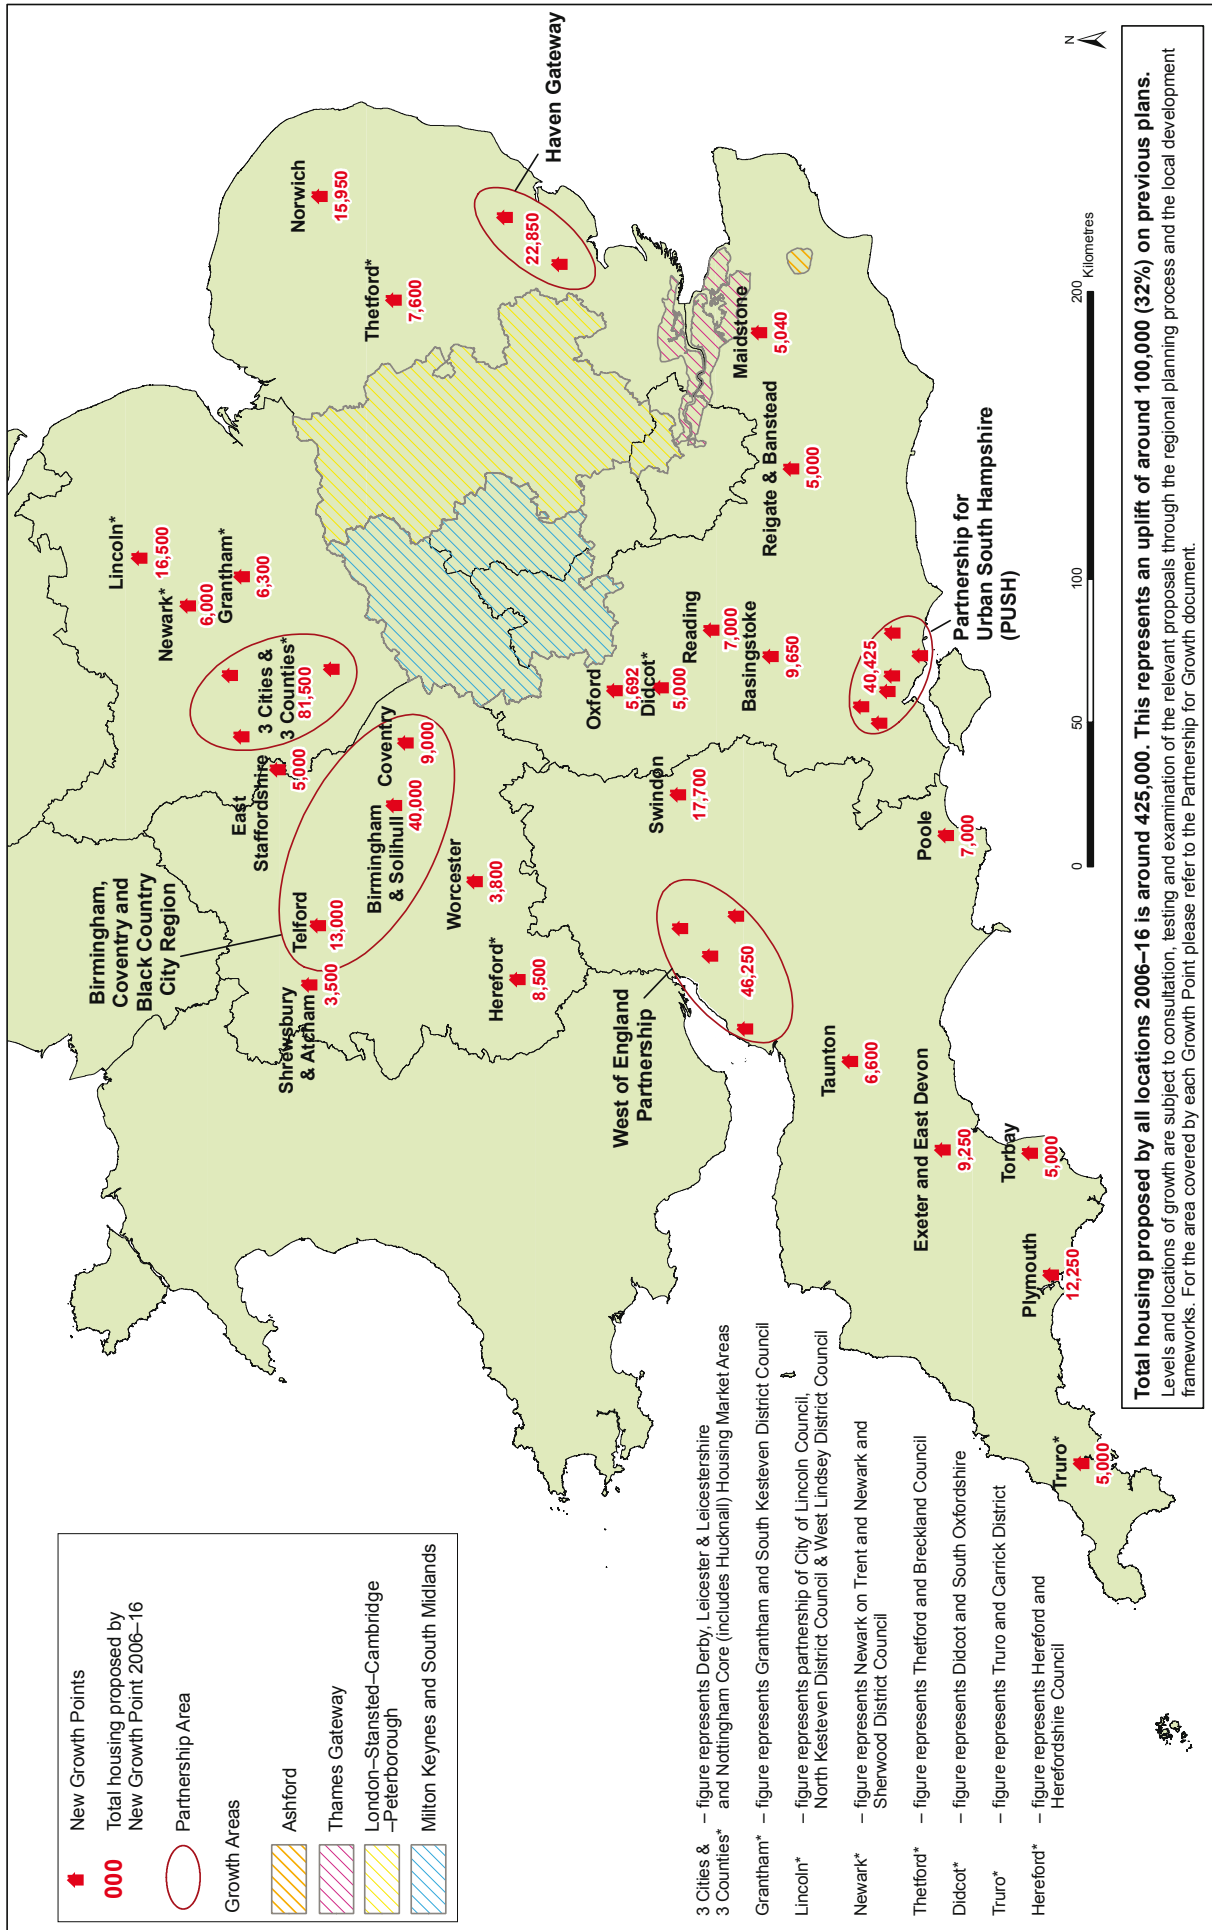 New Growth Points
000
Total housing proposed by
New Growth Point 2006–16
Partnership Area
Growth Areas
Ashford
Thames Gateway
London–Stansted–Cambridge
–Peterborough
Milton Keynes and South Midlands
Birmingham,
Coventry and
Black Country
City Region
Lincoln*
16,500
Newark*
6,000
Grantham*
6,300
3 Cities &
3 Counties*
81,500
East
Staffordshire
5,000
Norwich
15,950
Thetford*
7,600
Haven Gateway
22,850
Telford
13,000
Shrewsbury
& Atcham
3,500
Birmingham
& Solihull
40,000
Coventry
9,000
Worcester
3,800
Hereford*
8,500
West of England
Partnership
46,250
Swindon
17,700
Oxford
5,692
Didcot*
5,000
Reading
7,000
Basingstoke
9,650
Maidstone
5,040
Reigate & Banstead
5,000
Partnership for
Urban South Hampshire
(PUSH)
40,425
Poole
7,000
Taunton
6,600
Exeter and East Devon
9,250
Torbay
5,000
Plymouth
12,250
Truro*
5,000
3 Cities & – figure represents Derby, Leicester & Leicestershire
3 Counties* and Nottingham Core (includes Hucknall) Housing Market Areas
Grantham* – figure represents Grantham and South Kesteven District Council
Lincoln* – figure represents partnership of City of Lincoln Council,
North Kesteven District Council & West Lindsey District Council
Newark* – figure represents Newark on Trent and Newark and
Sherwood District Council
Thetford* – figure represents Thetford and Breckland Council
Didcot* – figure represents Didcot and South Oxfordshire
Truro* – figure represents Truro and Carrick District
Hereford* – figure represents Hereford and
Herefordshire Council
N
0 50 100 200
Kilometres
Total housing proposed by all locations 2006–16 is around 425,000. This represents an uplift of around 100,000 (32%) on previous plans.
Levels and locations of growth are subject to consultation, testing and examination of the relevant proposals through the regional planning process and the local development
frameworks. For the area covered by each Growth Point please refer to the Partnership for Growth document.